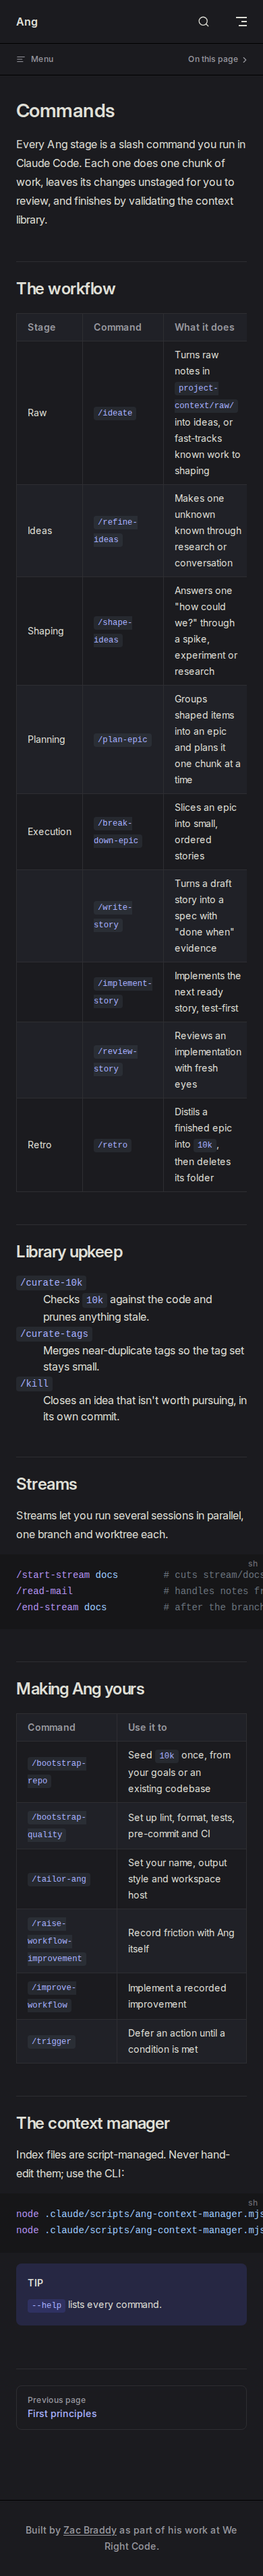 Ang
Menu
On this page
Commands
Every Ang stage is a slash command you run in
Claude Code. Each one does one chunk of
work, leaves its changes unstaged for you to
review, and finishes by validating the context
library.
The workflow
Stage Command What it does
Raw /ideate Turns raw
notes in
project-
context/raw/
into ideas, or
fast-tracks
known work to
shaping
Ideas /refine-
ideas Makes one
unknown
known through
research or
conversation
Shaping /shape-
ideas Answers one
"how could
we?" through
a spike,
experiment or
research
Planning /plan-epic Groups
shaped items
into an epic
and plans it
one chunk at a
time
Execution /break-
down-epic Slices an epic
into small,
ordered
stories
/write-
story Turns a draft
story into a
spec with
"done when"
evidence
/implement-
story Implements the
next ready
story, test-first
/review-
story Reviews an
implementation
with fresh
eyes
Retro /retro Distils a
finished epic
into 10k ,
then deletes
its folder
Library upkeep
/curate-10k
Checks 10k against the code and
prunes anything stale.
/curate-tags
Merges near-duplicate tags so the tag set
stays small.
/kill
Closes an idea that isn't worth pursuing, in
its own commit.
Streams
Streams let you run several sessions in parallel,
one branch and worktree each.
sh
/start-stream docs # cuts stream/docs
/read-mail # handles notes fr
/end-stream docs # after the branch
Making Ang yours
Command Use it to
/bootstrap-
repo Seed 10k once, from
your goals or an
existing codebase
/bootstrap-
quality Set up lint, format, tests,
pre-commit and CI
/tailor-ang Set your name, output
style and workspace
host
/raise-
workflow-
improvement Record friction with Ang
itself
/improve-
workflow Implement a recorded
improvement
/trigger Defer an action until a
condition is met
The context manager
Index files are script-managed. Never hand-
edit them; use the CLI:
sh
node .claude/scripts/ang-context-manager.mjs
node .claude/scripts/ang-context-manager.mjs
TIP
--help lists every command.
Previous page
First principles
Built by Zac Braddy as part of his work at We
Right Code.